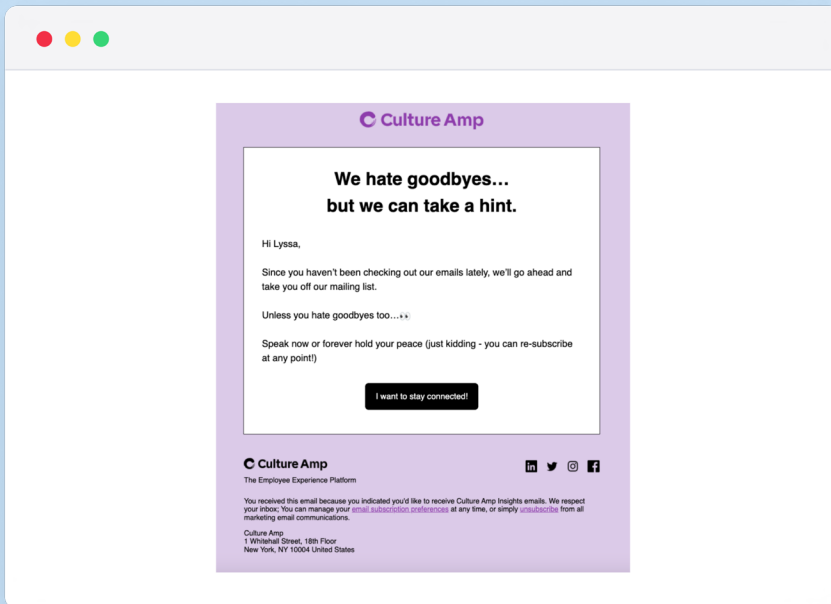 Culture Amp
We hate goodbyes...
but we can take a hint.
Hi Lyssa,
Since you haven't been checking out our emails lately, we'll go ahead and
take you off our mailing list.
Unless you hate goodbyes too...👀
Speak now or forever hold your peace (just kidding - you can re-subscribe
at any point!)
I want to stay connected!
Culture Amp
The Employee Experience Platform
You received this email because you indicated you'd like to receive Culture Amp Insights emails. We respect
your inbox; You can manage your email subscription preferences at any time, or simply unsubscribe from all
marketing email communications.
Culture Amp
1 Whitehall Street, 18th Floor
New York, NY 10004 United States